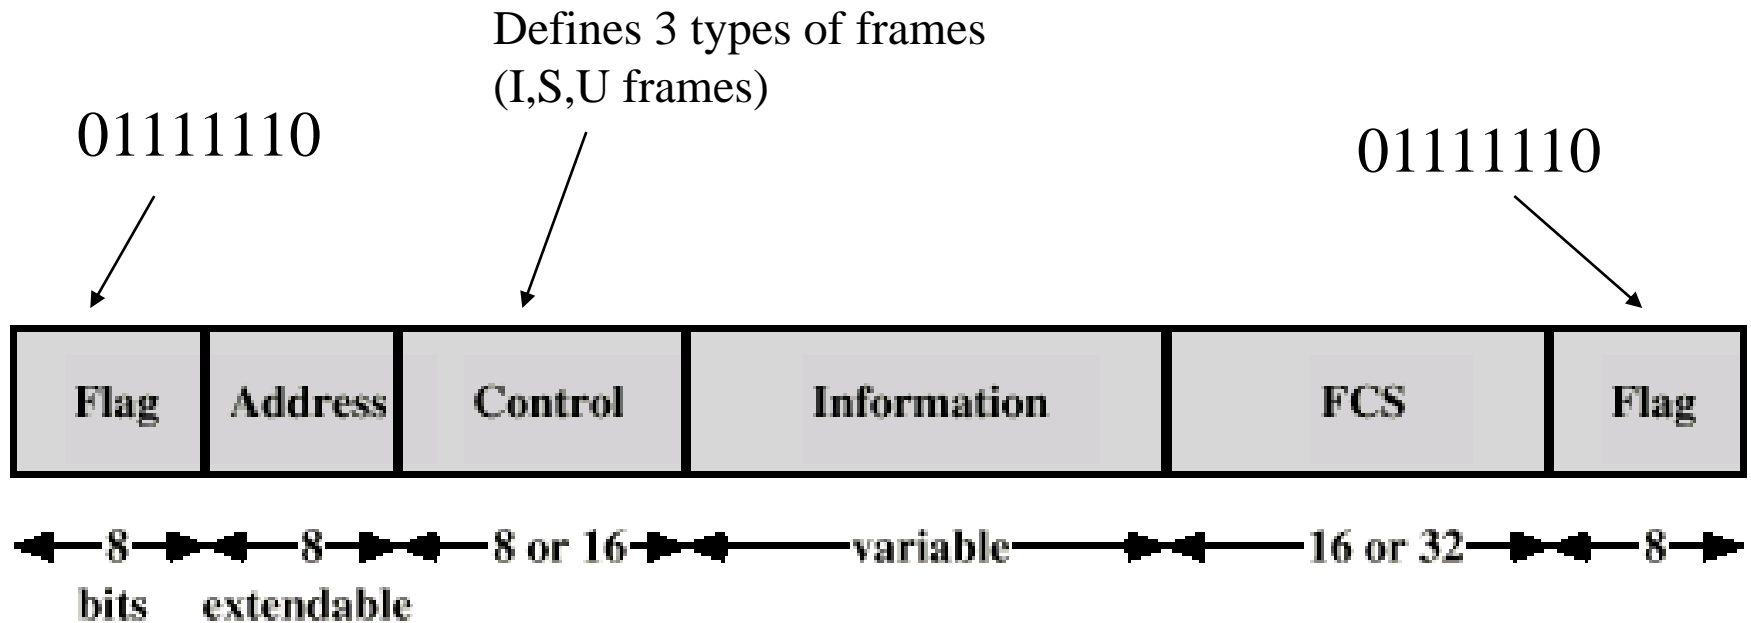 Defines 3 types of frames
(I,S,U frames)
01111110
01111110
Flag Address Control Information FCS Flag
8 8 8 or 16 variable 16 or 32 8
bits extendable